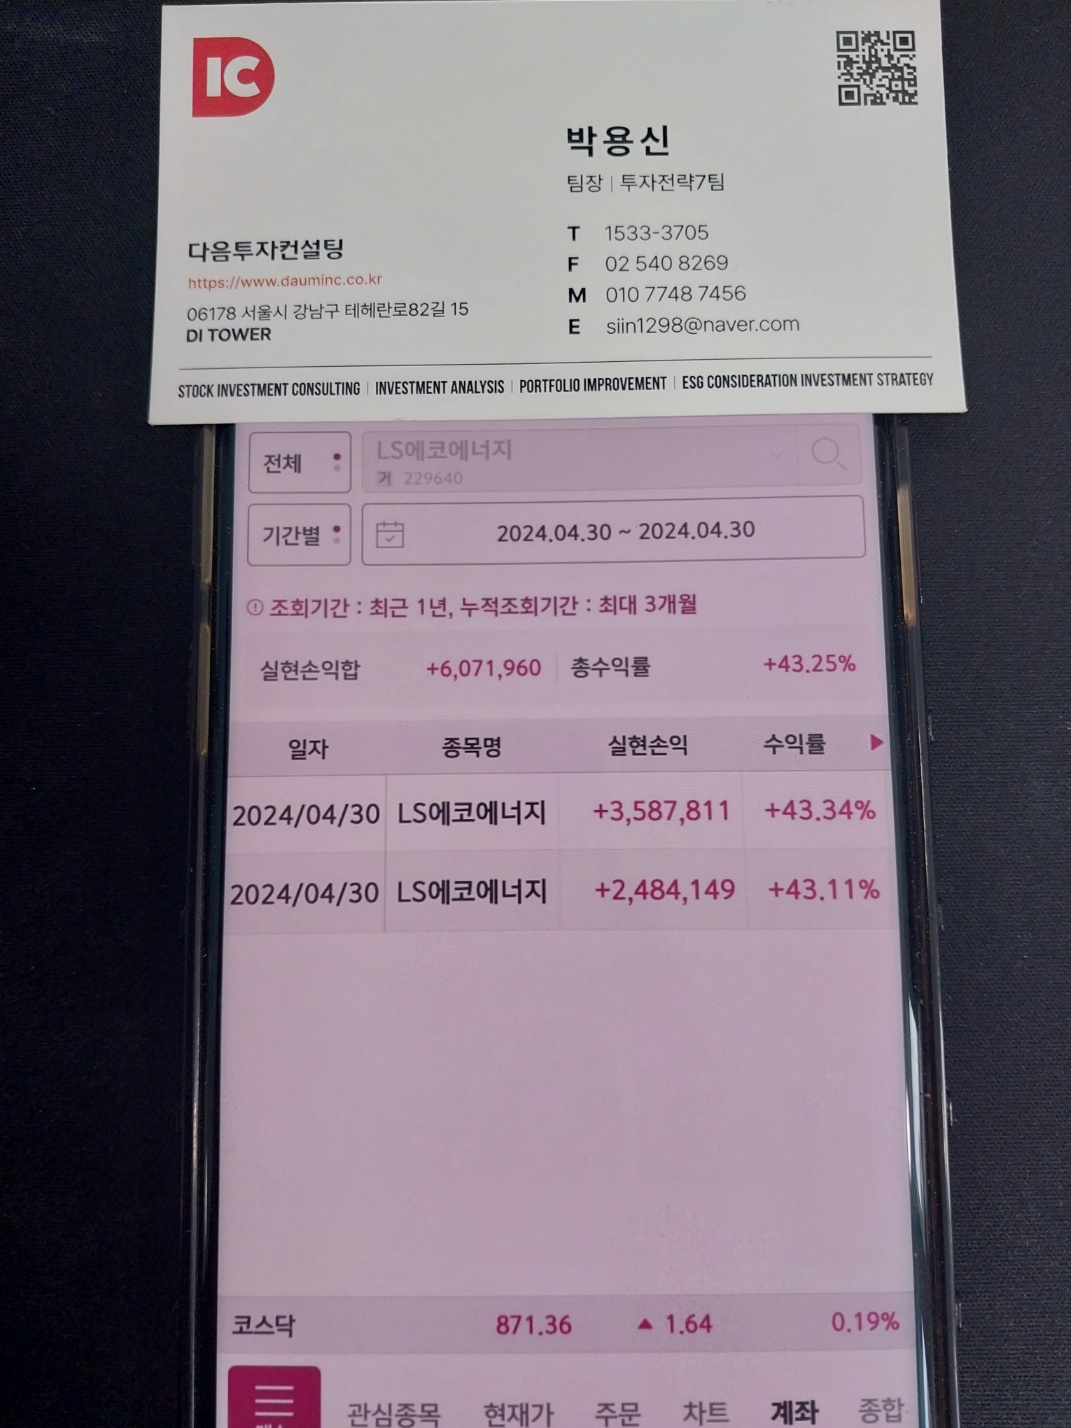 IC
박용신
팀장 | 투자전략7팀
T 1533-3705
F 02 540 8269
M 010 7748 7456
E siin1298@naver.com
다음투자컨설팅
https://www.dauminc.co.kr
06178 서울시 강남구 테헤란로82길 15
DI TOWER
STOCK INVESTMENT CONSULTING | INVESTMENT ANALYSIS | PORTFOLIO IMPROVEMENT | ESG CONSIDERATION INVESTMENT STRATEGY
전체 LS에코에너지
거 229640
기간별 2024.04.30 ~ 2024.04.30
조회기간 : 최근 1년, 누적조회기간 : 최대 3개월
실현손익합 +6,071,960 총수익률 +43.25%
일자 종목명 실현손익 수익률 ▶
2024/04/30 LS에코에너지 +3,587,811 +43.34%
2024/04/30 LS에코에너지 +2,484,149 +43.11%
코스닥 871.36 ▲ 1.64 0.19%
관심종목 현재가 주문 차트 계좌 종합